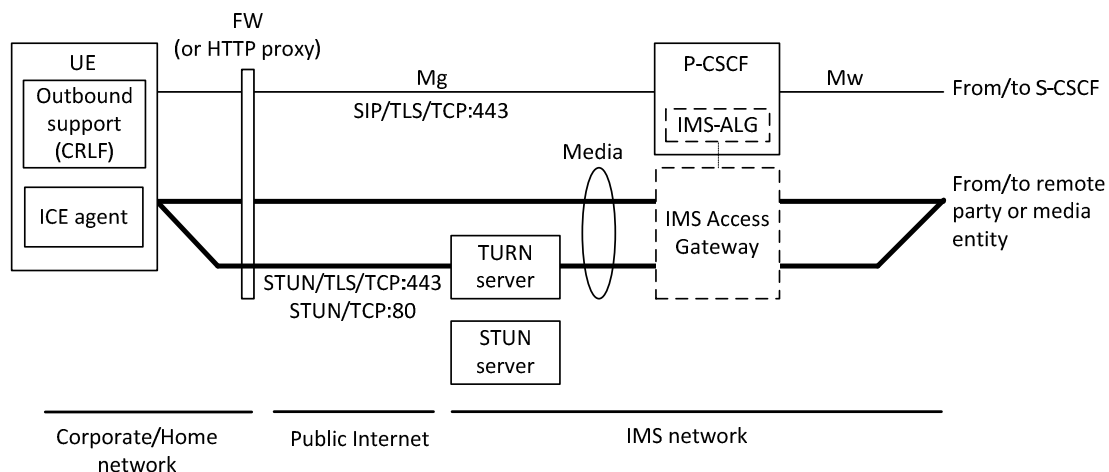 FW
(or HTTP proxy)
UE
Outbound
support
(CRLF)
ICE agent
Mg
SIP/TLS/TCP:443
P-CSCF
IMS-ALG
Mw
From/to S-CSCF
Media
IMS Access
Gateway
From/to remote
party or media
entity
TURN
server
STUN/TLS/TCP:443
STUN/TCP:80
STUN
server
Corporate/Home
network
Public Internet
IMS network